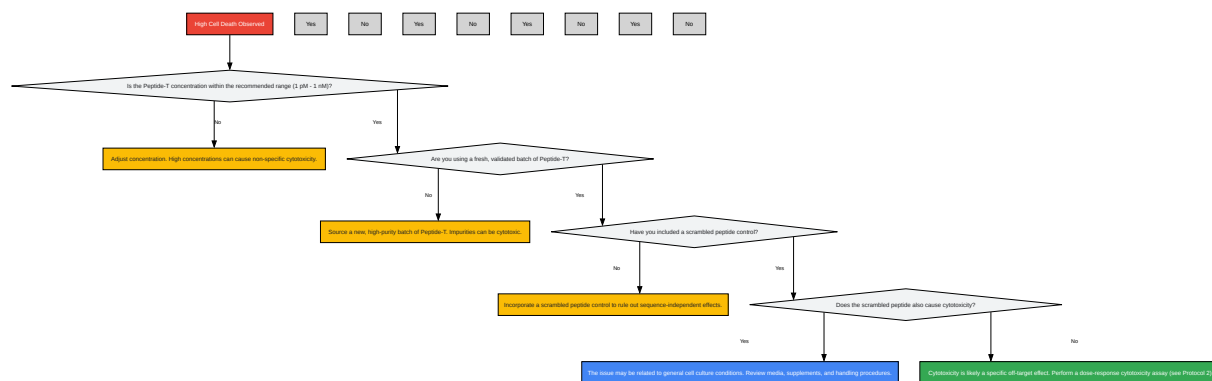 High Cell Death Observed
Yes
No
Yes
No
Yes
No
Yes
No
Is the Peptide-T concentration within the recommended range (1 pM - 1 nM)?
No
Yes
Adjust concentration. High concentrations can cause non-specific cytotoxicity.
Are you using a fresh, validated batch of Peptide-T?
No
Yes
Source a new, high-purity batch of Peptide-T. Impurities can be cytotoxic.
Have you included a scrambled peptide control?
No
Yes
Incorporate a scrambled peptide control to rule out sequence-independent effects.
Does the scrambled peptide also cause cytotoxicity?
Yes
No
The issue may be related to general cell culture conditions. Review media, supplements, and handling procedures.
Cytotoxicity is likely a specific off-target effect. Perform a dose-response cytotoxicity assay (see Protocol 2)